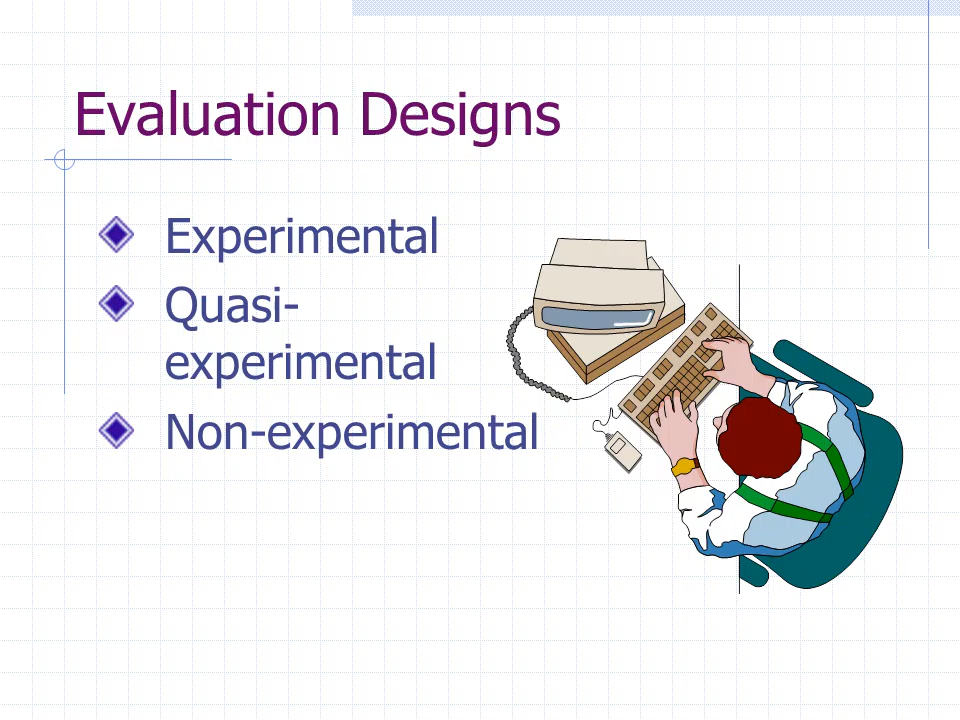 Evaluation Designs
Experimental
Quasi-
experimental
Non-experimental